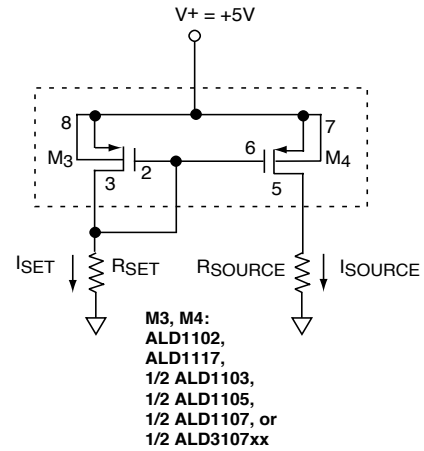 V+ = +5V
8
7
M3
6
M4
2
3
5
ISET
RSET
RSOURCE
ISOURCE
M3, M4:
ALD1102,
ALD1117,
1/2 ALD1103,
1/2 ALD1105,
1/2 ALD1107, or
1/2 ALD3107xx